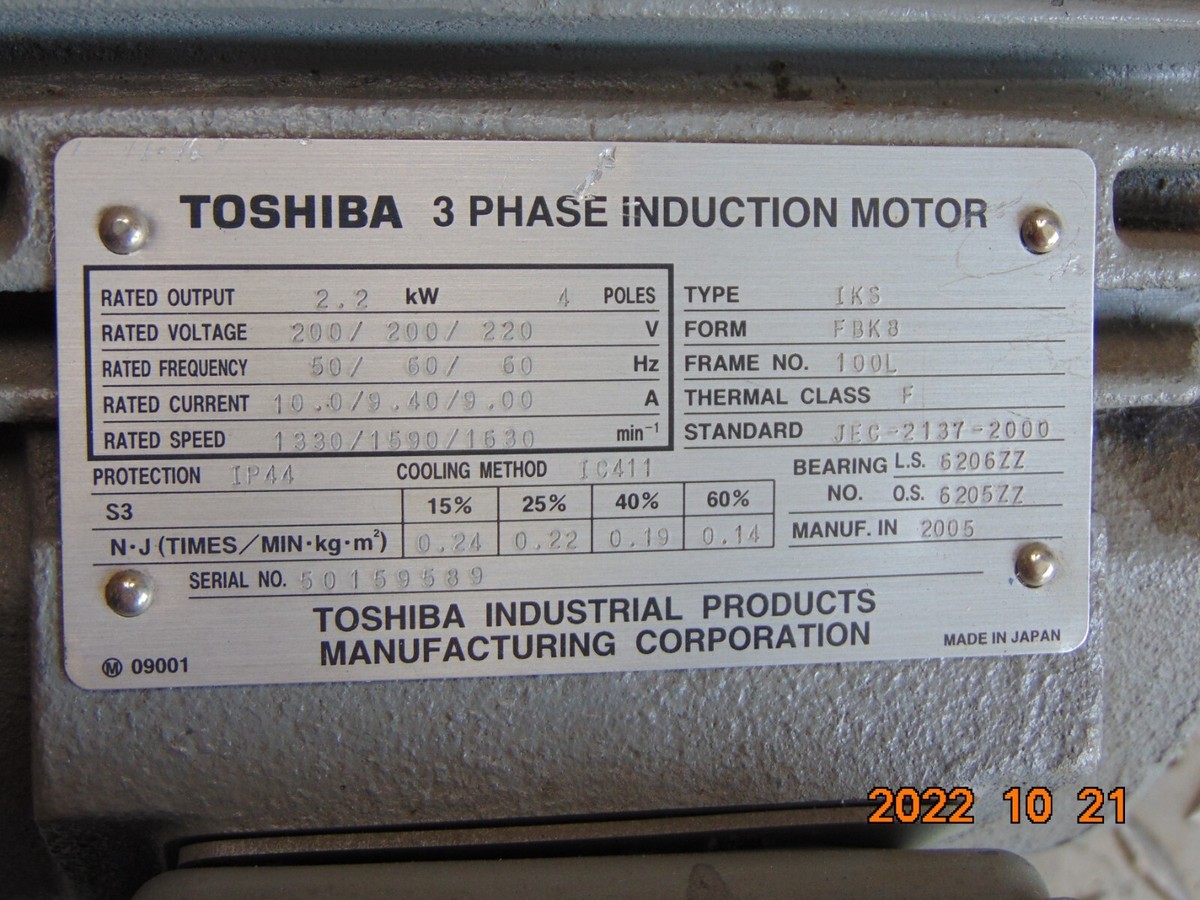 TOSHIBA 3 PHASE INDUCTION MOTOR
RATED OUTPUT 2.2 kW 4 POLES
RATED VOLTAGE 200/ 200/ 220 V
RATED FREQUENCY 50/ 60/ 60 Hz
RATED CURRENT 10.0/9.40/9.00 A
RATED SPEED 1330/1590/1630 min⁻¹
TYPE IKS
FORM FBK8
FRAME NO. 100L
THERMAL CLASS F
STANDARD JEC-2137-2000
PROTECTION IP44 COOLING METHOD IC411
BEARING L.S. 6206ZZ
NO. O.S. 6205ZZ
S3 15% 25% 40% 60%
N·J (TIMES/MIN·kg·m²) 0.24 0.22 0.19 0.14
MANUF. IN 2005
SERIAL NO. 50159589
TOSHIBA INDUSTRIAL PRODUCTS
MANUFACTURING CORPORATION
Ⓜ 09001
MADE IN JAPAN
2022 10 21